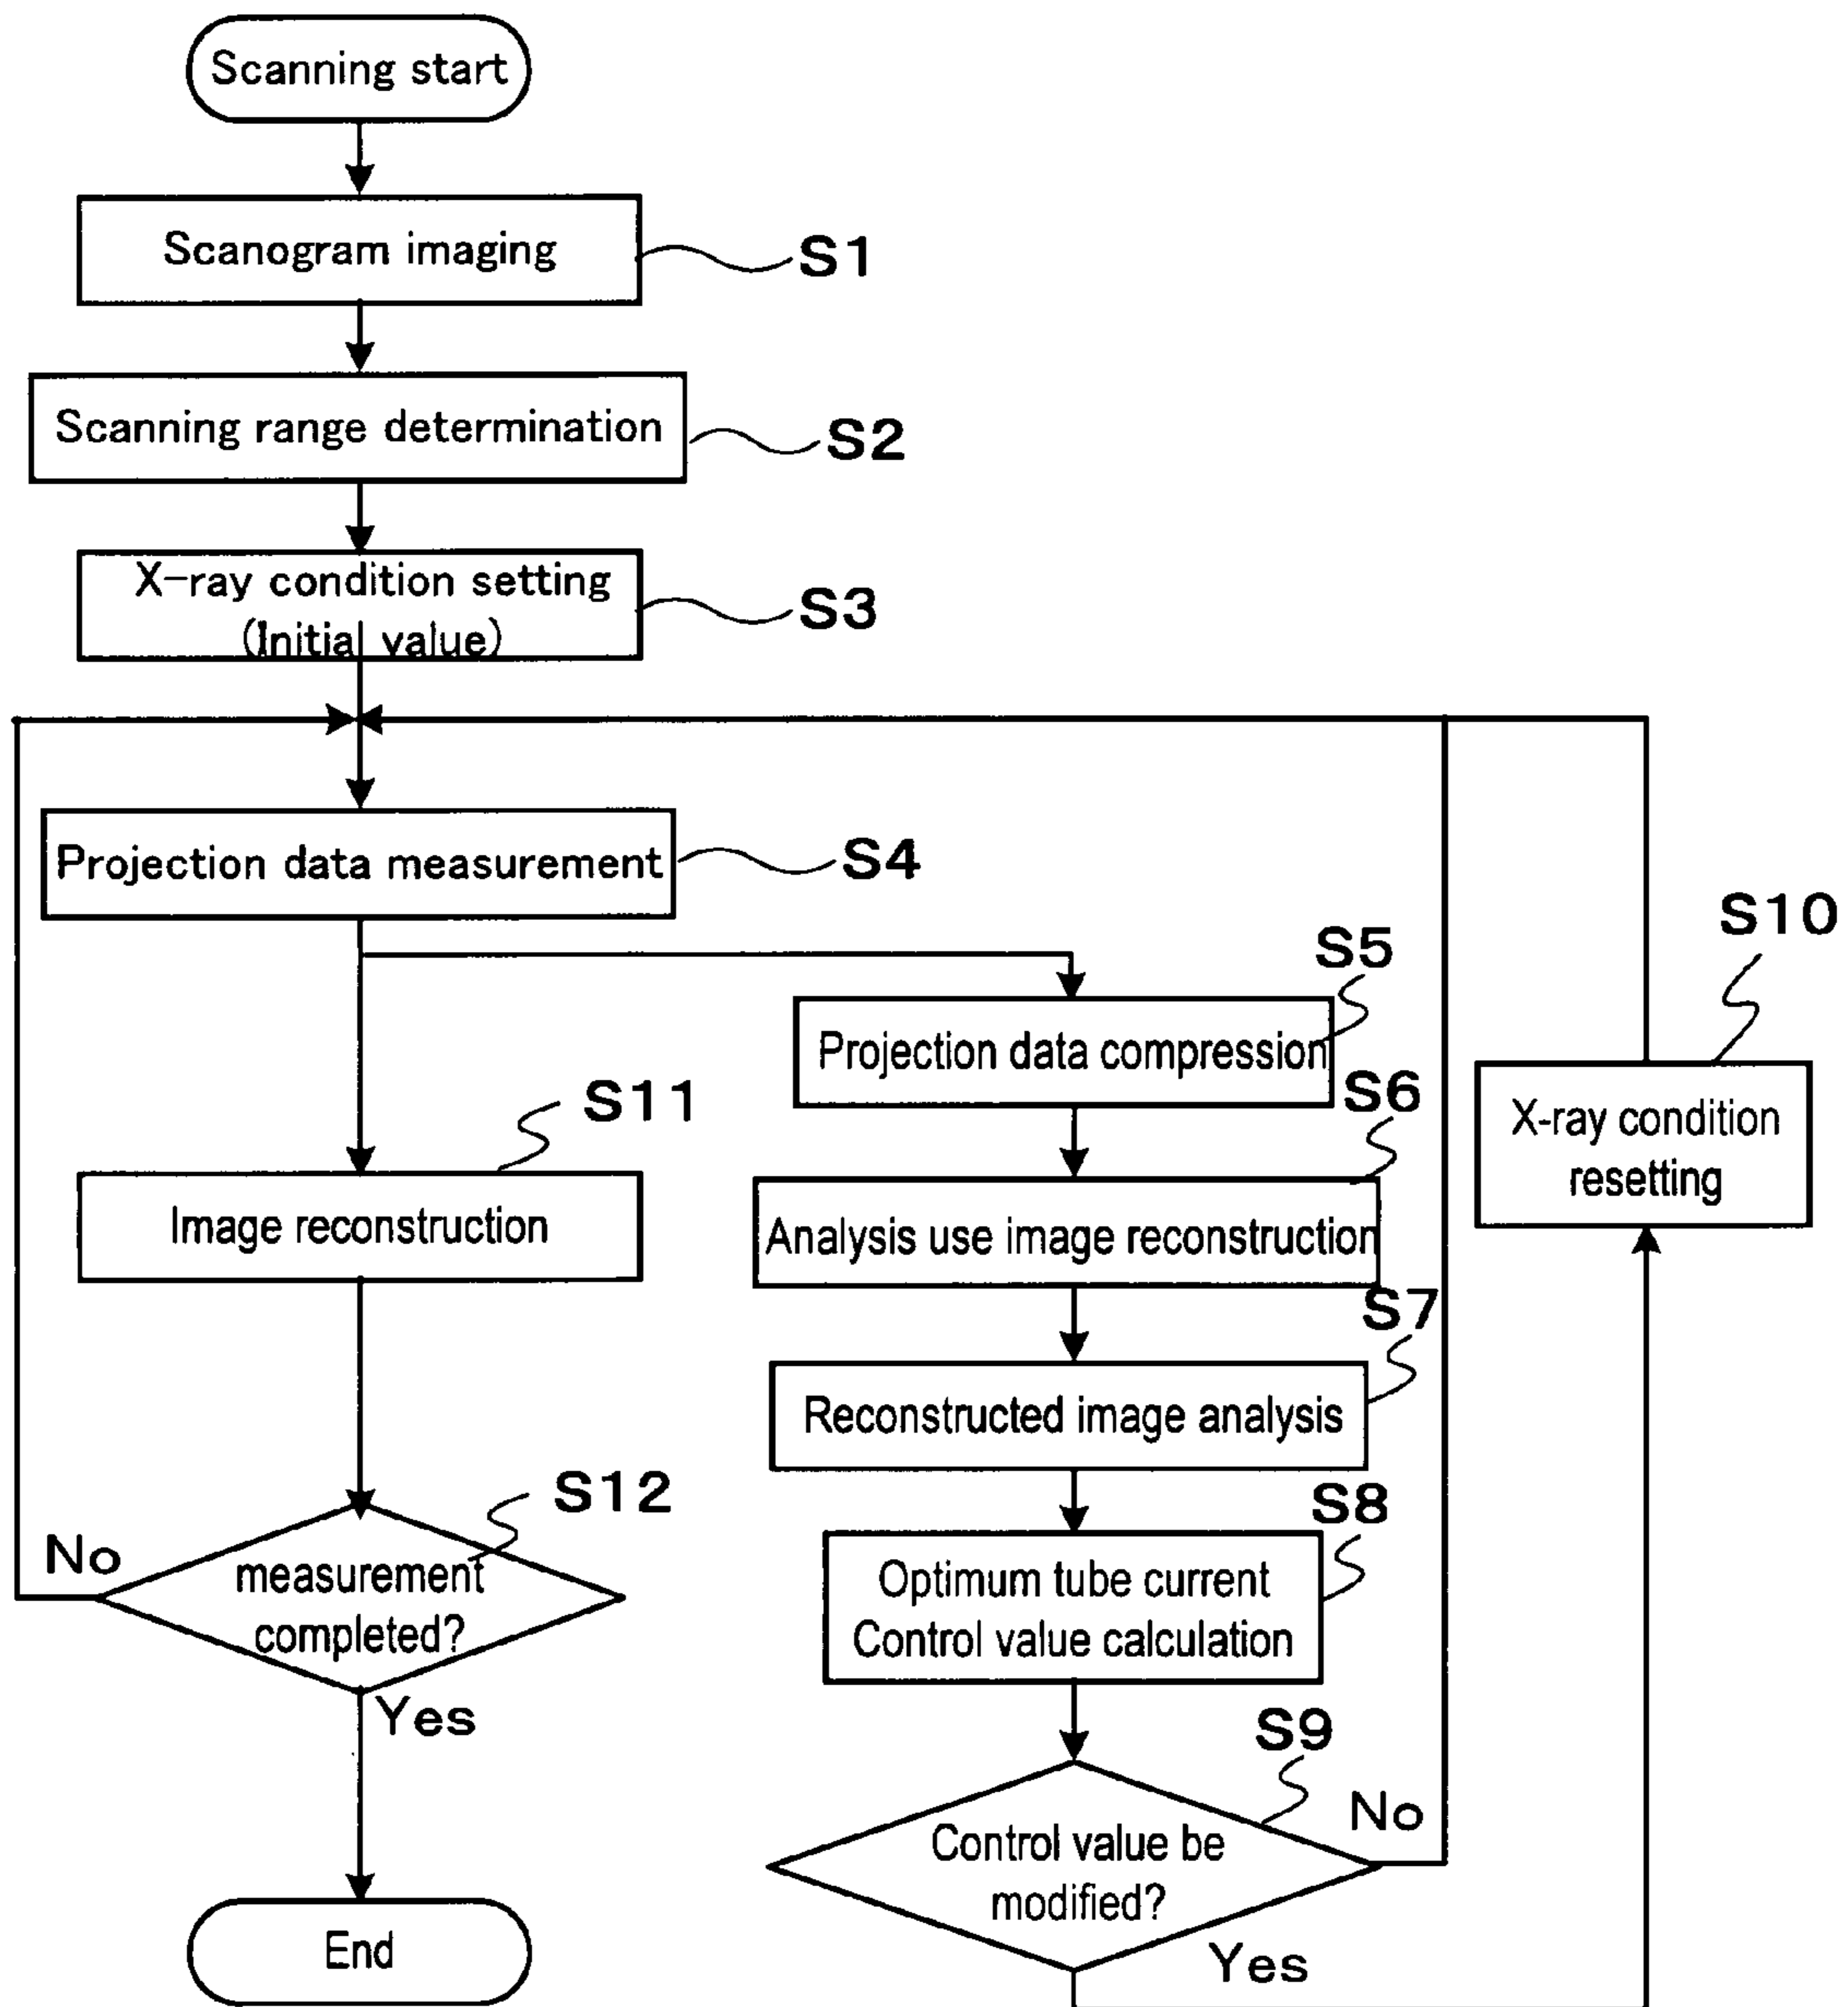 Scanning start
Scanogram imaging
S1
Scanning range determination
S2
X-ray condition setting
(Initial value)
S3
Projection data measurement
S4
S5
Projection data compression
S6
Analysis use image reconstruction
S7
Reconstructed image analysis
S8
Optimum tube current
Control value calculation
S9
Control value be
modified?
No
Yes
S10
X-ray condition
resetting
S11
Image reconstruction
S12
measurement
completed?
No
Yes
End